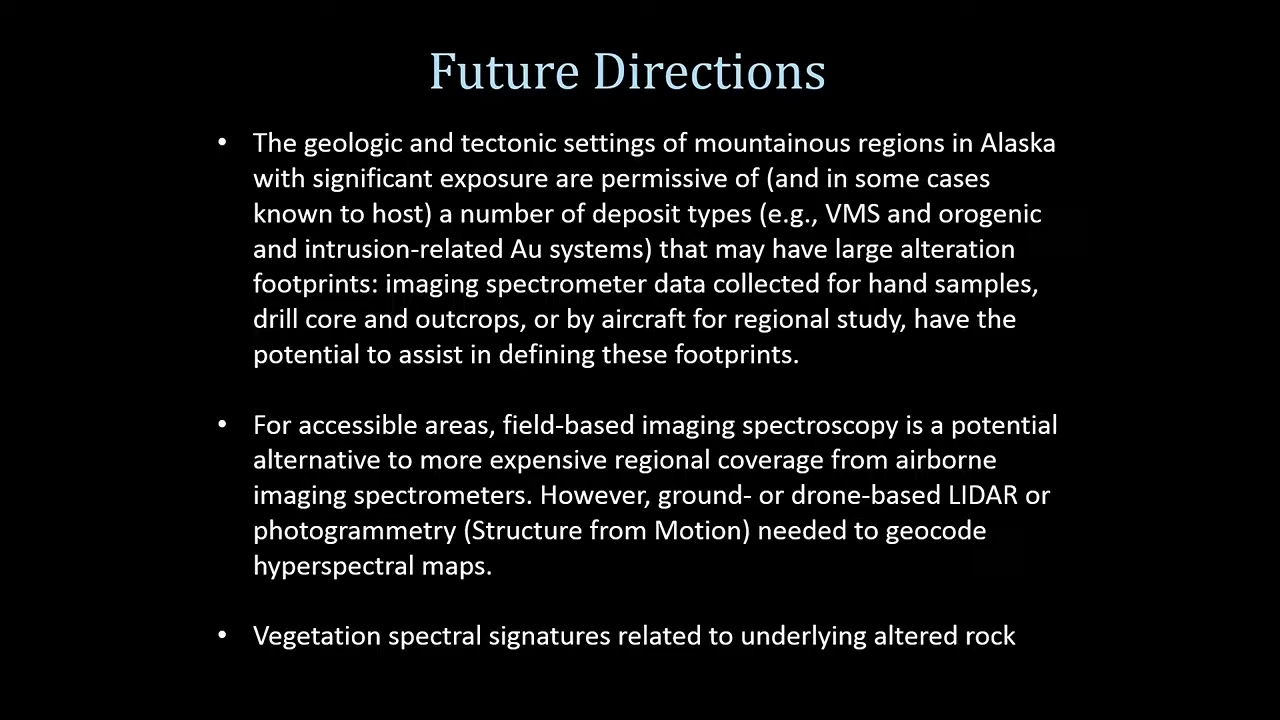 Future Directions
• The geologic and tectonic settings of mountainous regions in Alaska
with significant exposure are permissive of (and in some cases
known to host) a number of deposit types (e.g., VMS and orogenic
and intrusion-related Au systems) that may have large alteration
footprints: imaging spectrometer data collected for hand samples,
drill core and outcrops, or by aircraft for regional study, have the
potential to assist in defining these footprints.
• For accessible areas, field-based imaging spectroscopy is a potential
alternative to more expensive regional coverage from airborne
imaging spectrometers. However, ground- or drone-based LIDAR or
photogrammetry (Structure from Motion) needed to geocode
hyperspectral maps.
• Vegetation spectral signatures related to underlying altered rock